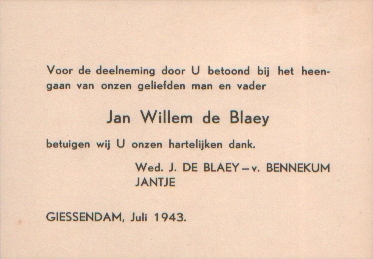 Voor de deelneming door U betoond bij het heen-
gaan van onzen geliefden man en vader
Jan Willem de Blaey
betuigen wij U onzen hartelijken dank.
Wed. J. DE BLAEY – v. BENNEKUM
JANTJE
GIESSENDAM, Juli 1943.